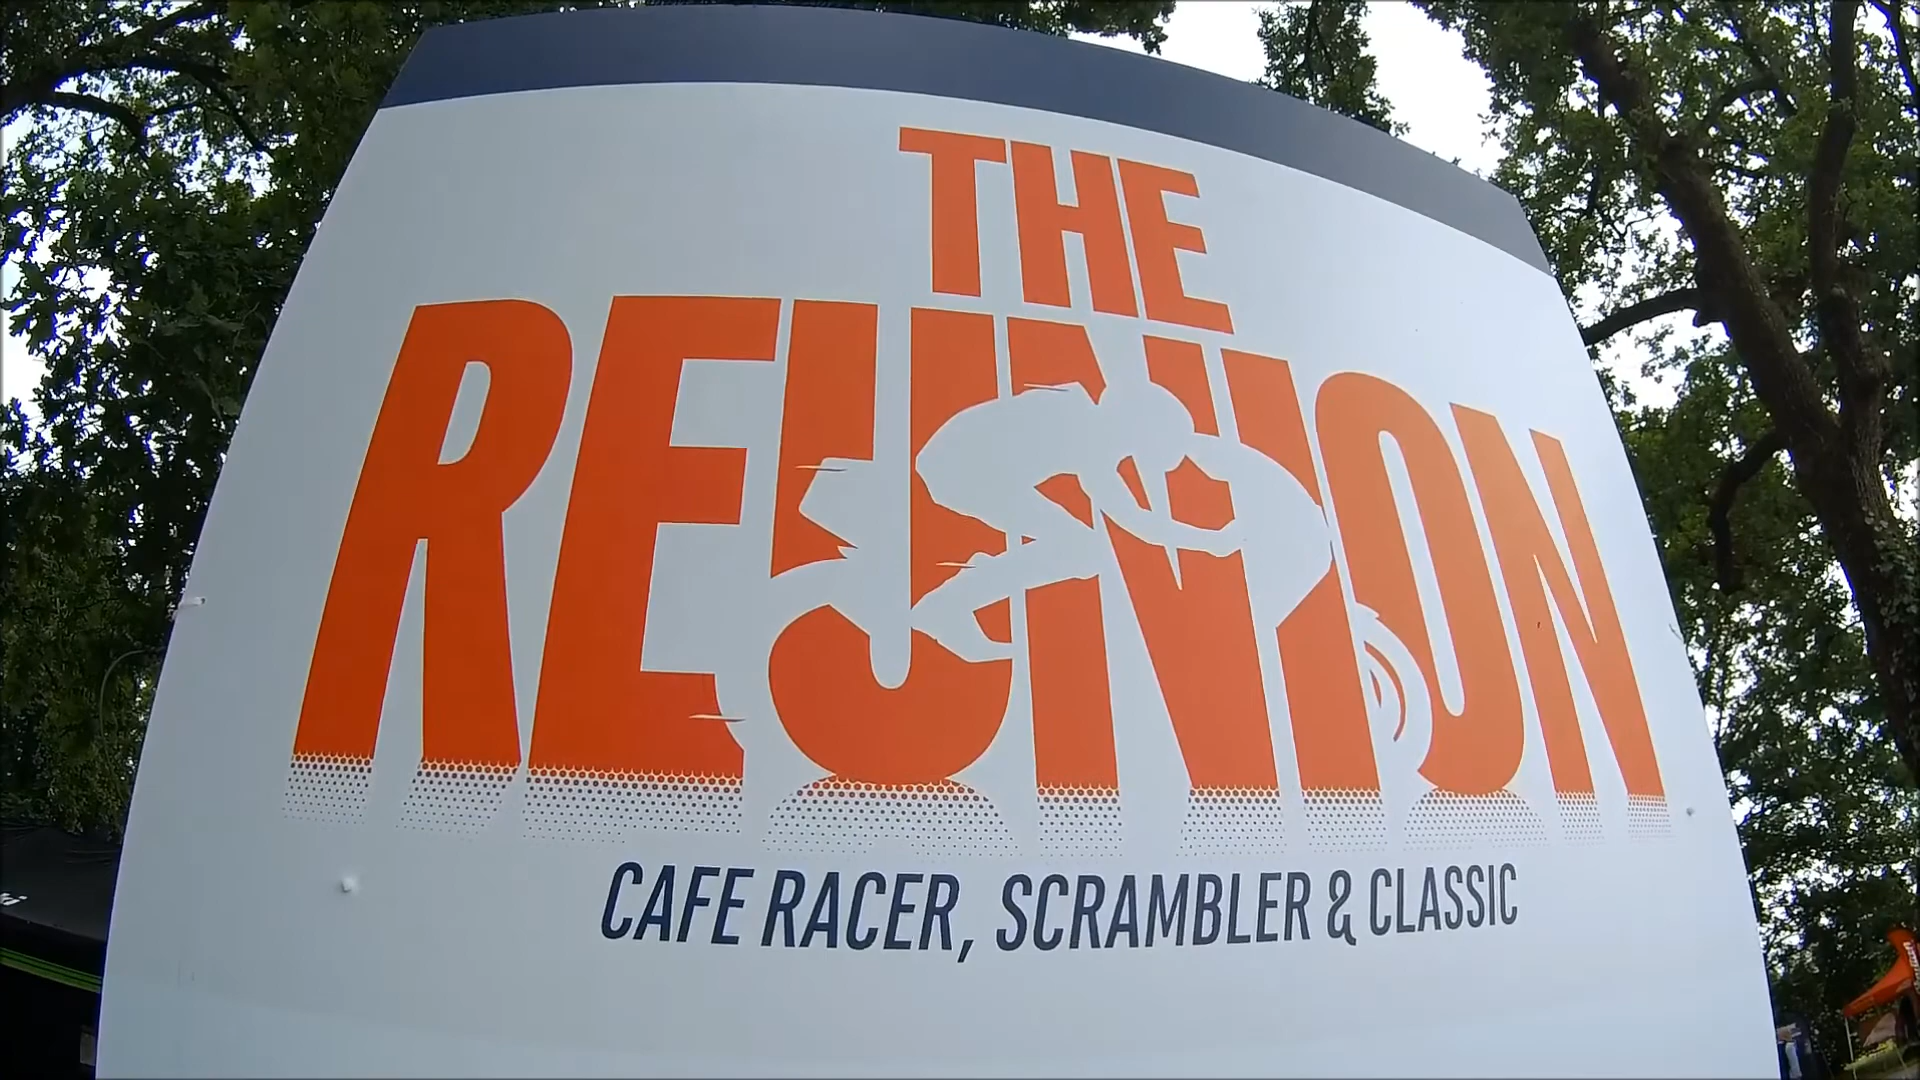 THE
REUNION
CAFE RACER, SCRAMBLER & CLASSIC